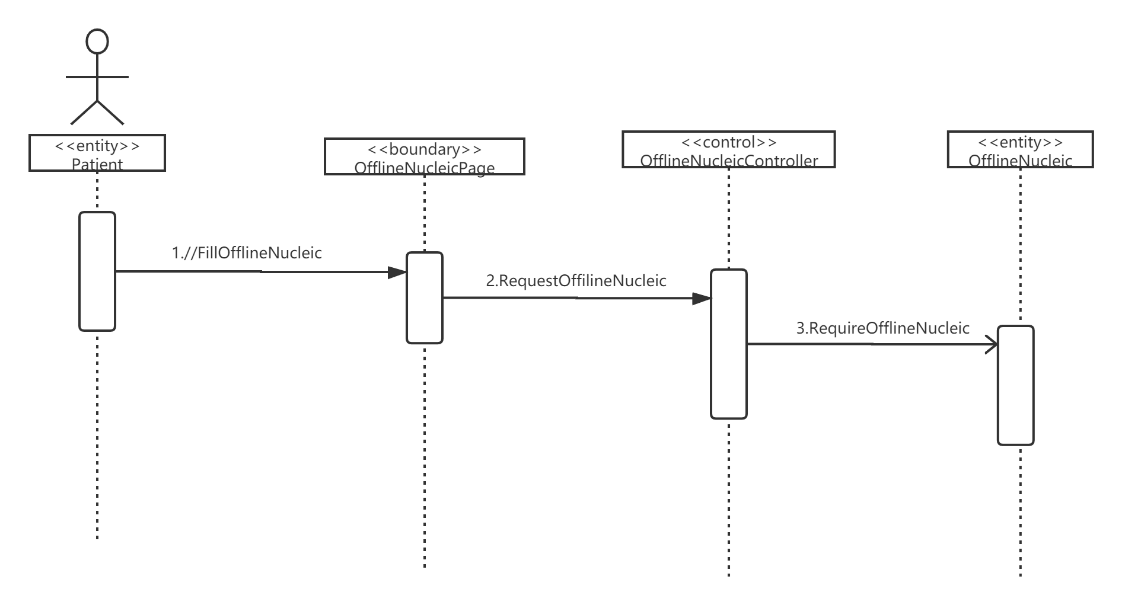 <<entity>>
Patient
<<boundary>>
OfflineNucleicPage
<<control>>
OfflineNucleicController
<<entity>>
OfflineNucleic
1.//FillOfflineNucleic
2.RequestOffilineNucleic
3.RequireOfflineNucleic